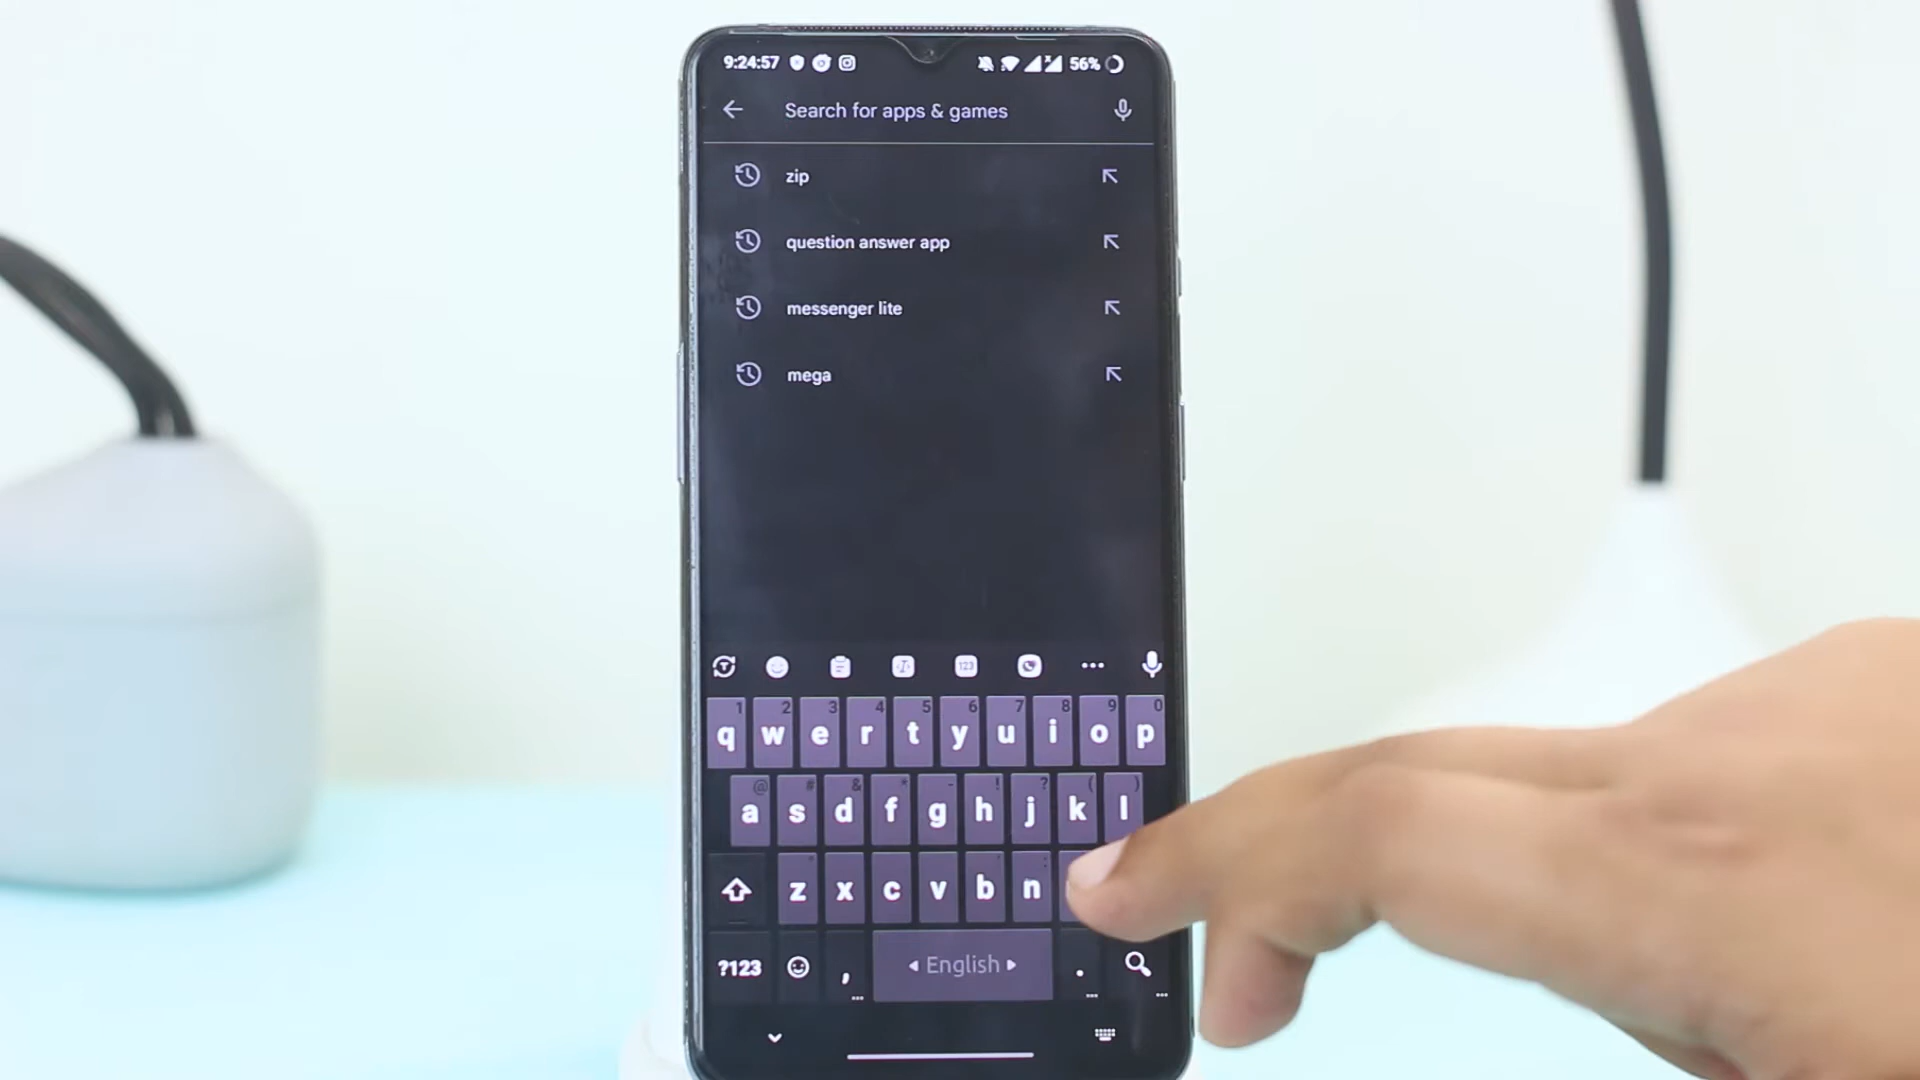 9:24:57 56%
Search for apps & games
zip
question answer app
messenger lite
mega
123
1 2 3 4 5 6 7 8 9 0
q w e r t y u i o p
@ # & * - ! ? ( )
a s d f g h j k l
z x c v b n
?123 , English .